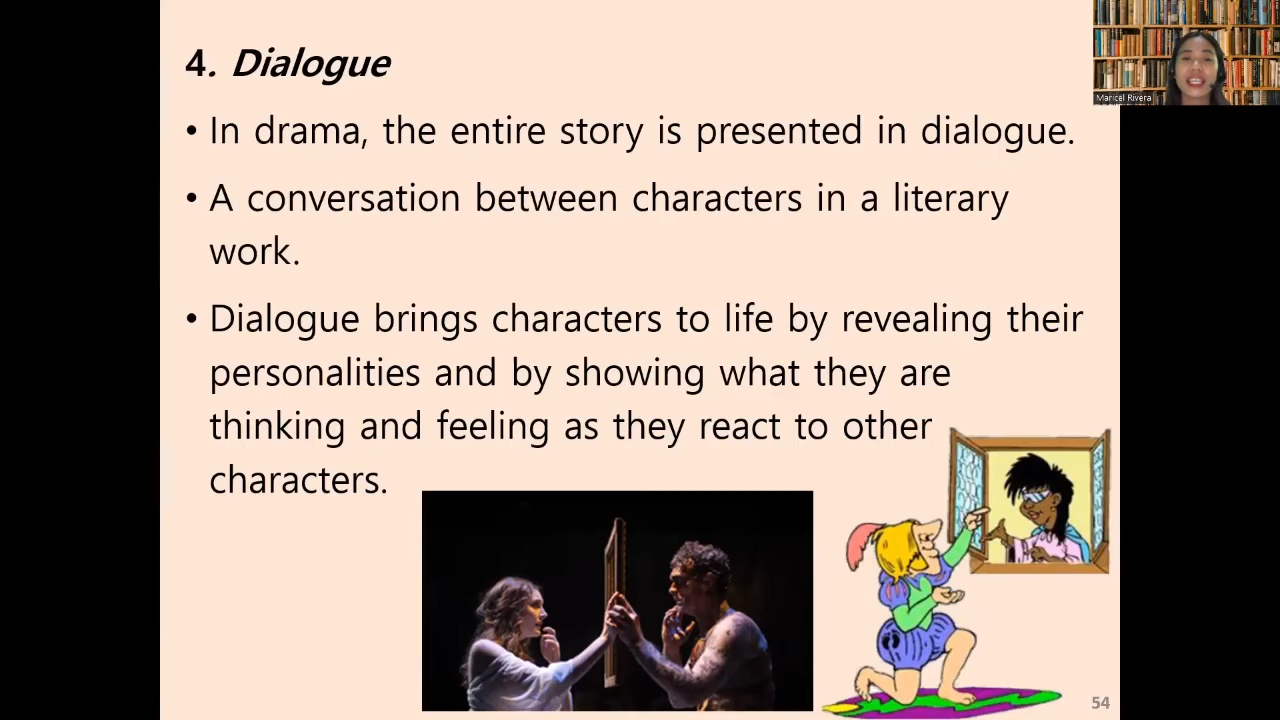 4. Dialogue
• In drama, the entire story is presented in dialogue.
• A conversation between characters in a literary
work.
• Dialogue brings characters to life by revealing their
personalities and by showing what they are
thinking and feeling as they react to other
characters.
Maricel Rivera
54